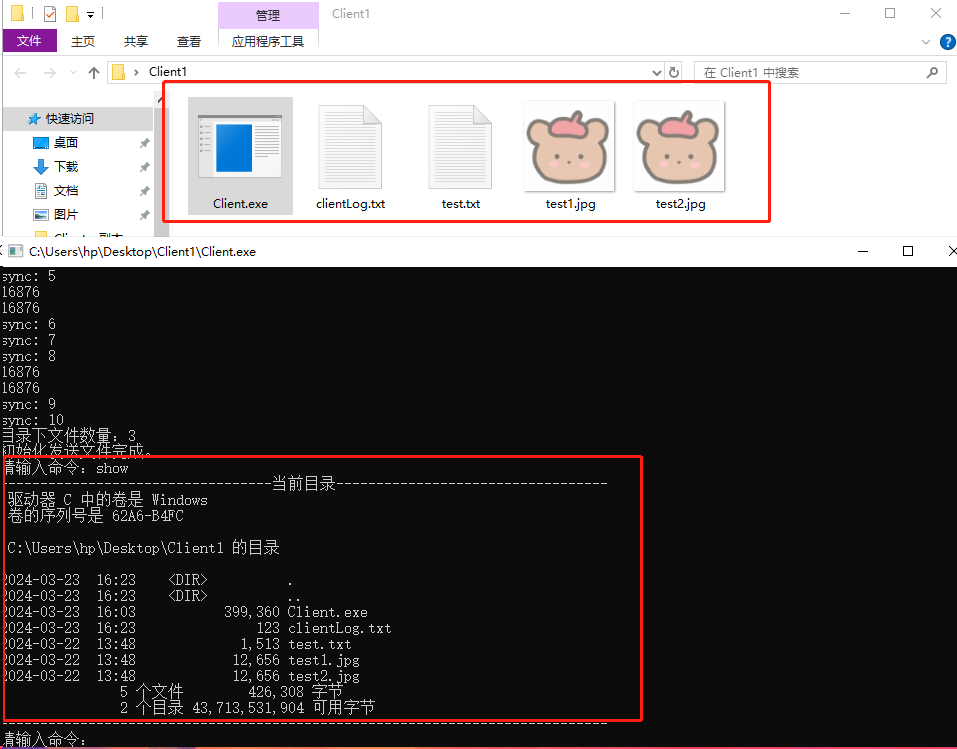 管理 Client1
文件 主页 共享 查看 应用程序工具
Client1 在 Client1 中搜索
快速访问
桌面
下载
文档
图片
Client.exe clientLog.txt test.txt test1.jpg test2.jpg
C:\Users\hp\Desktop\Client1\Client.exe
sync: 5
16876
16876
sync: 6
sync: 7
sync: 8
16876
16876
sync: 9
sync: 10
目录下文件数量: 3
初始化发送文件完成。
请输入命令: show
---------------------------------当前目录----------------------------------
驱动器 C 中的卷是 Windows
卷的序列号是 62A6-B4FC
C:\Users\hp\Desktop\Client1 的目录
2024-03-23 16:23 <DIR> .
2024-03-23 16:23 <DIR> ..
2024-03-23 16:03 399,360 Client.exe
2024-03-23 16:23 123 clientLog.txt
2024-03-22 13:48 1,513 test.txt
2024-03-22 13:48 12,656 test1.jpg
2024-03-22 13:48 12,656 test2.jpg
5 个文件 426,308 字节
2 个目录 43,713,531,904 可用字节
---------------------------------------------------------------------------
请输入命令: